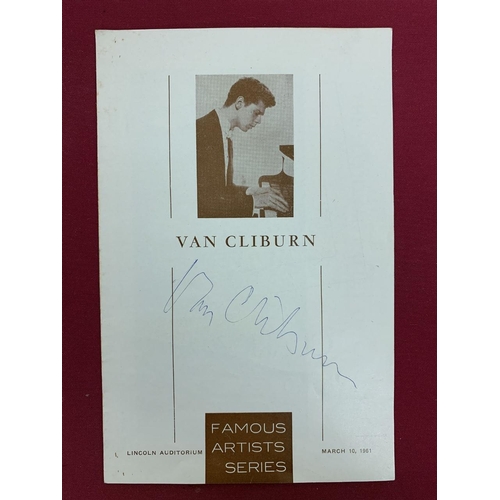 VAN CLIBURN
Van Cliburn
FAMOUS
ARTISTS
SERIES
LINCOLN AUDITORIUM
MARCH 10, 1961